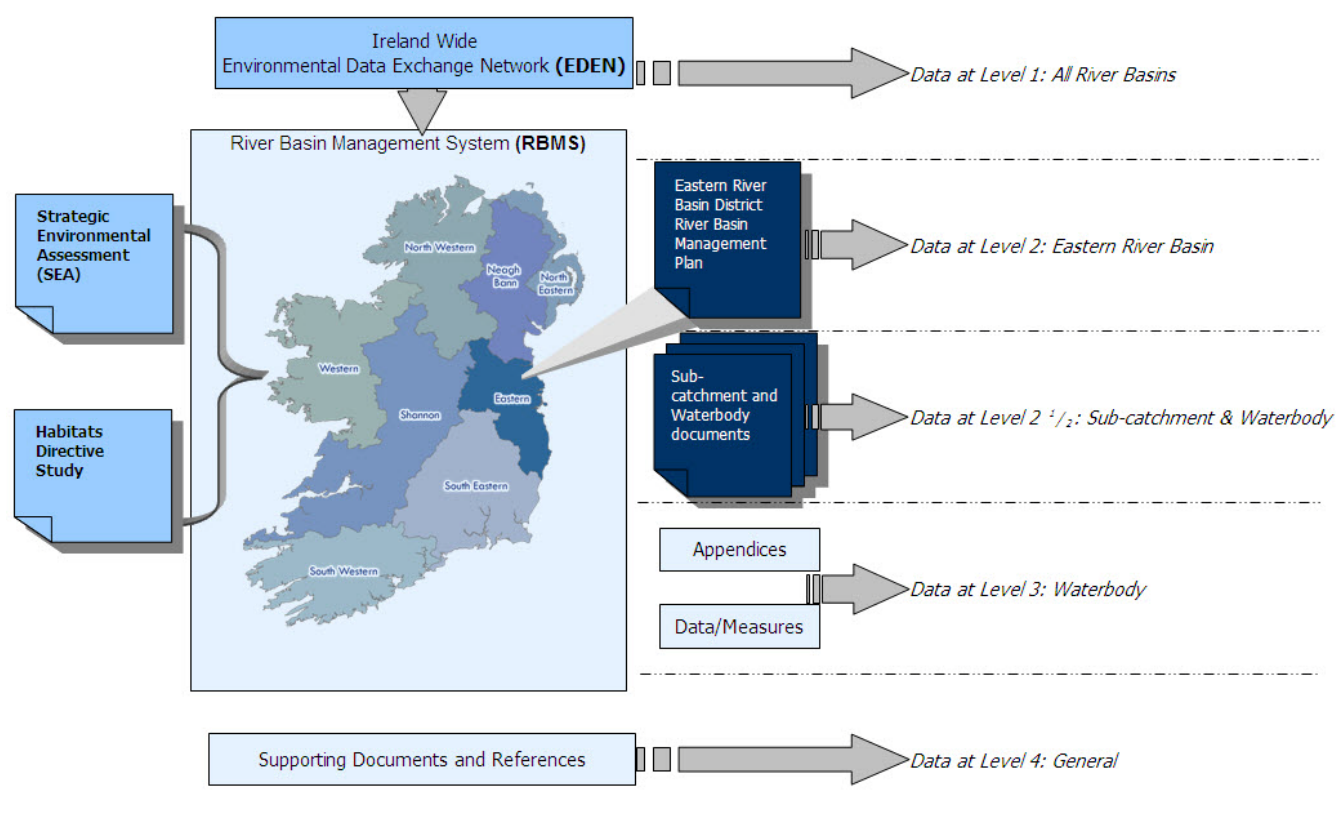 Ireland Wide
Environmental Data Exchange Network (EDEN)
Data at Level 1: All River Basins
River Basin Management System (RBMS)
Strategic
Environmental
Assessment
(SEA)
Habitats
Directive
Study
North Western
Neagh
Bann
North
Eastern
Western
Shannon
Eastern
South Eastern
South Western
Eastern River
Basin District
River Basin
Management
Plan
Data at Level 2: Eastern River Basin
Sub-
catchment and
Waterbody
documents
Data at Level 2 1/2: Sub-catchment & Waterbody
Appendices
Data/Measures
Data at Level 3: Waterbody
Supporting Documents and References
Data at Level 4: General